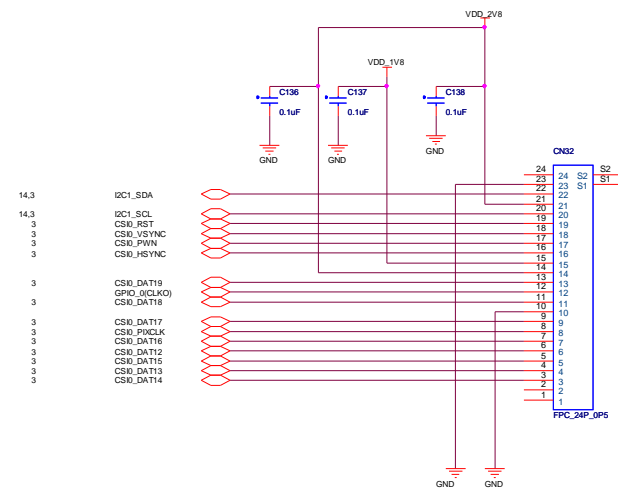 VDD_2V8
VDD_1V8
C136
C137
C138
0.1uF
0.1uF
0.1uF
GND
GND
GND
CN32
24 24 S2 S2
23 23 S1 S1
14,3 I2C1_SDA 22 22
21 21
14,3 I2C1_SCL 20 20
3 CSI0_RST 19 19
3 CSI0_VSYNC 18 18
3 CSI0_PWN 17 17
3 CSI0_HSYNC 16 16
15 15
14 14
3 CSI0_DAT19 13 13
GPIO_0(CLKO) 12 12
3 CSI0_DAT18 11 11
10 10
3 CSI0_DAT17 9 9
3 CSI0_PIXCLK 8 8
3 CSI0_DAT16 7 7
3 CSI0_DAT12 6 6
3 CSI0_DAT15 5 5
3 CSI0_DAT13 4 4
3 CSI0_DAT14 3 3
2 2
1 1
FPC_24P_0P5
GND
GND